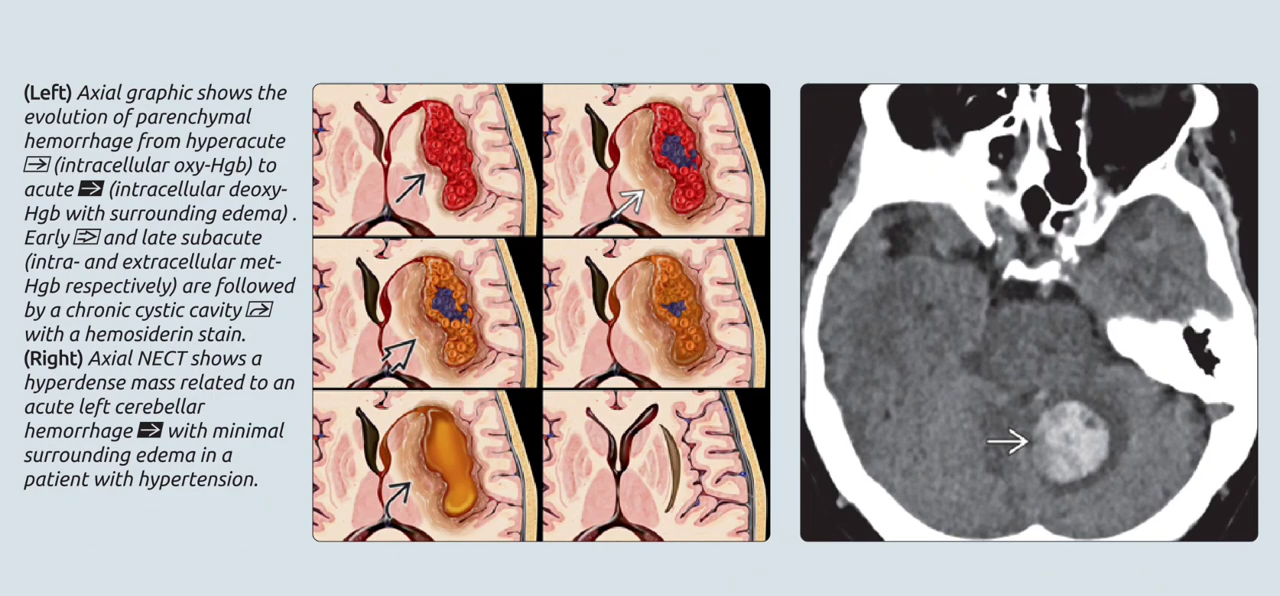 (Left) Axial graphic shows the
evolution of parenchymal
hemorrhage from hyperacute
(intracellular oxy-Hgb) to
acute (intracellular deoxy-
Hgb with surrounding edema) .
Early and late subacute
(intra- and extracellular met-
Hgb respectively) are followed
by a chronic cystic cavity
with a hemosiderin stain.
(Right) Axial NECT shows a
hyperdense mass related to an
acute left cerebellar
hemorrhage with minimal
surrounding edema in a
patient with hypertension.